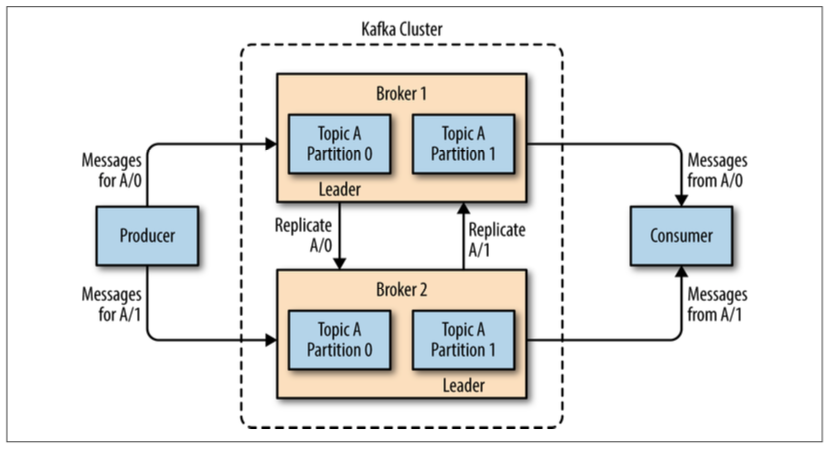 Kafka Cluster
Broker 1
Topic A
Partition 0
Topic A
Partition 1
Leader
Messages
for A/0
Messages
from A/0
Producer
Replicate
A/0
Replicate
A/1
Consumer
Messages
for A/1
Messages
from A/1
Broker 2
Topic A
Partition 0
Topic A
Partition 1
Leader